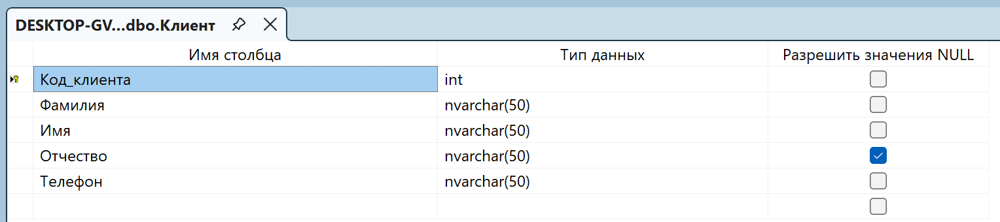 DESKTOP-GV...dbo.Клиент
Имя столбца Тип данных Разрешить значения NULL
Код_клиента int
Фамилия nvarchar(50)
Имя nvarchar(50)
Отчество nvarchar(50)
Телефон nvarchar(50)